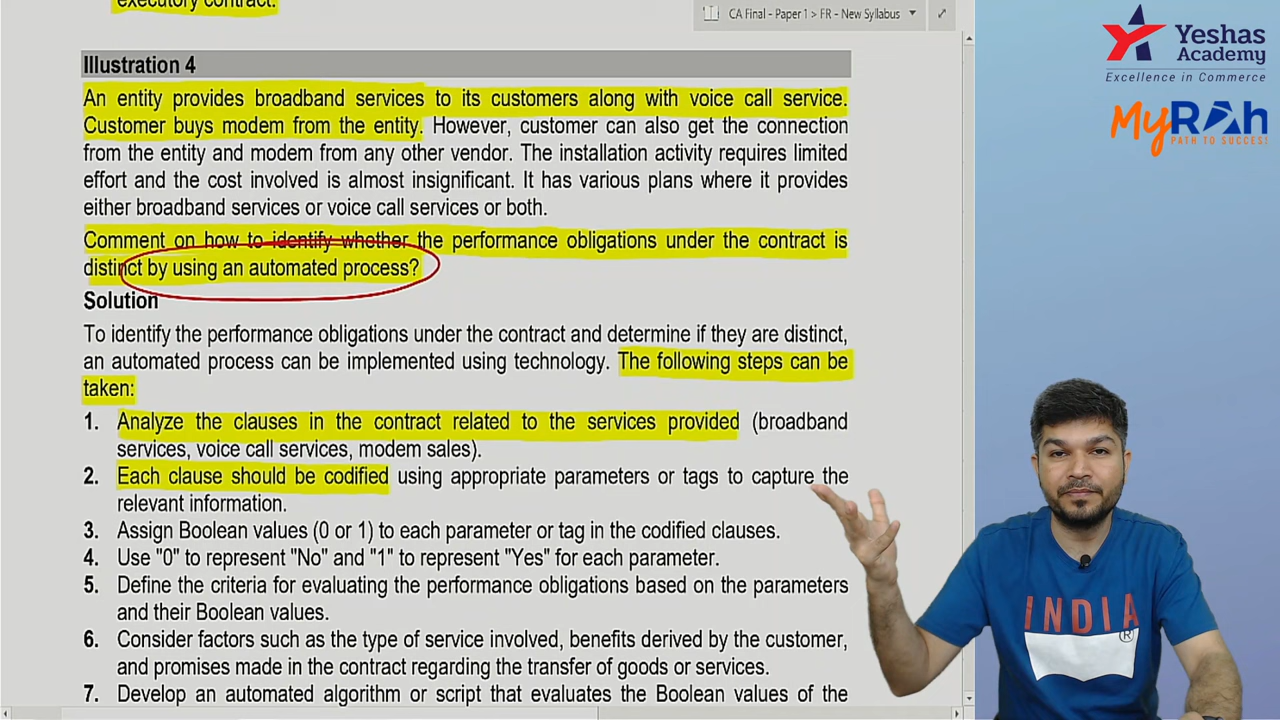 executory contract.
CA Final - Paper 1 > FR - New Syllabus
Yeshas
Academy
Excellence in Commerce
MyRAh
PATH TO SUCCESS
Illustration 4
An entity provides broadband services to its customers along with voice call service.
Customer buys modem from the entity. However, customer can also get the connection
from the entity and modem from any other vendor. The installation activity requires limited
effort and the cost involved is almost insignificant. It has various plans where it provides
either broadband services or voice call services or both.
Comment on how to identify whether the performance obligations under the contract is
distinct by using an automated process?
Solution
To identify the performance obligations under the contract and determine if they are distinct,
an automated process can be implemented using technology. The following steps can be
taken:
1. Analyze the clauses in the contract related to the services provided (broadband
services, voice call services, modem sales).
2. Each clause should be codified using appropriate parameters or tags to capture the
relevant information.
3. Assign Boolean values (0 or 1) to each parameter or tag in the codified clauses.
4. Use "0" to represent "No" and "1" to represent "Yes" for each parameter.
5. Define the criteria for evaluating the performance obligations based on the parameters
and their Boolean values.
6. Consider factors such as the type of service involved, benefits derived by the customer,
and promises made in the contract regarding the transfer of goods or services.
7. Develop an automated algorithm or script that evaluates the Boolean values of the
INDIA
®